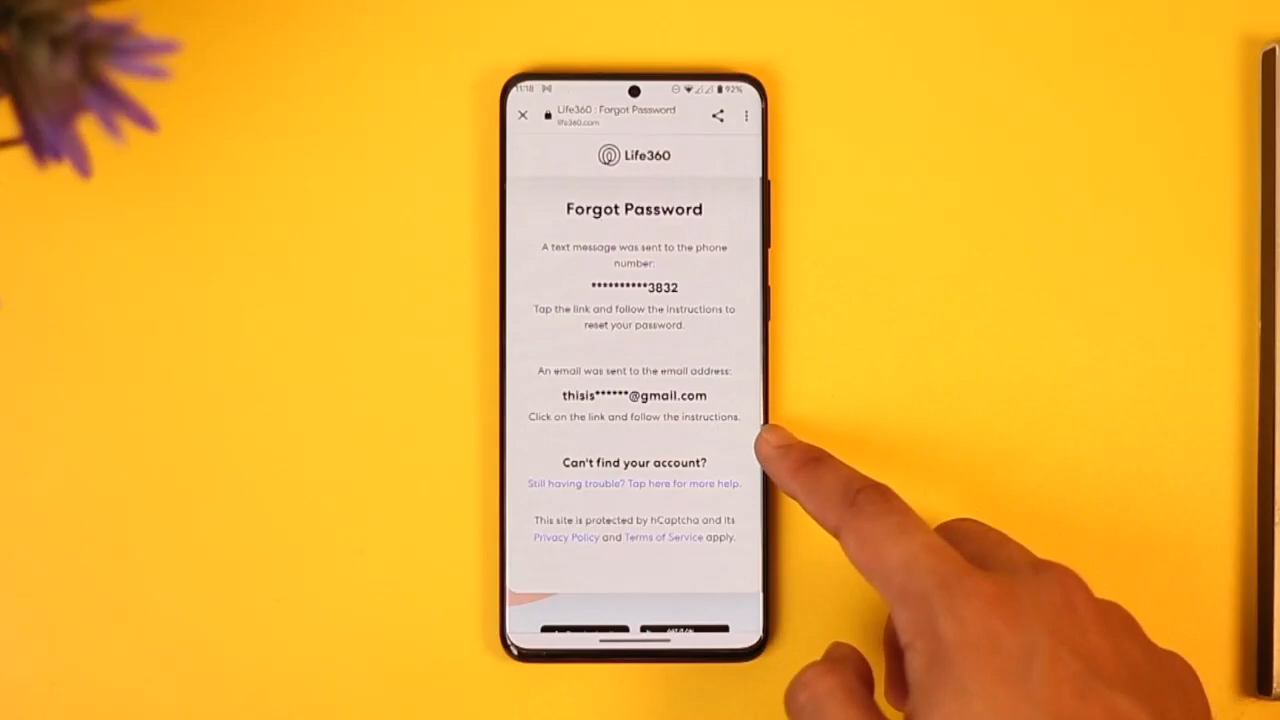 11:18 92%
Life360 : Forgot Password
life360.com
Life360
Forgot Password
A text message was sent to the phone
number:
**********3832
Tap the link and follow the instructions to
reset your password.
An email was sent to the email address:
thisis******@gmail.com
Click on the link and follow the instructions.
Can't find your account?
Still having trouble? Tap here for more help.
This site is protected by hCaptcha and its
Privacy Policy and Terms of Service apply.